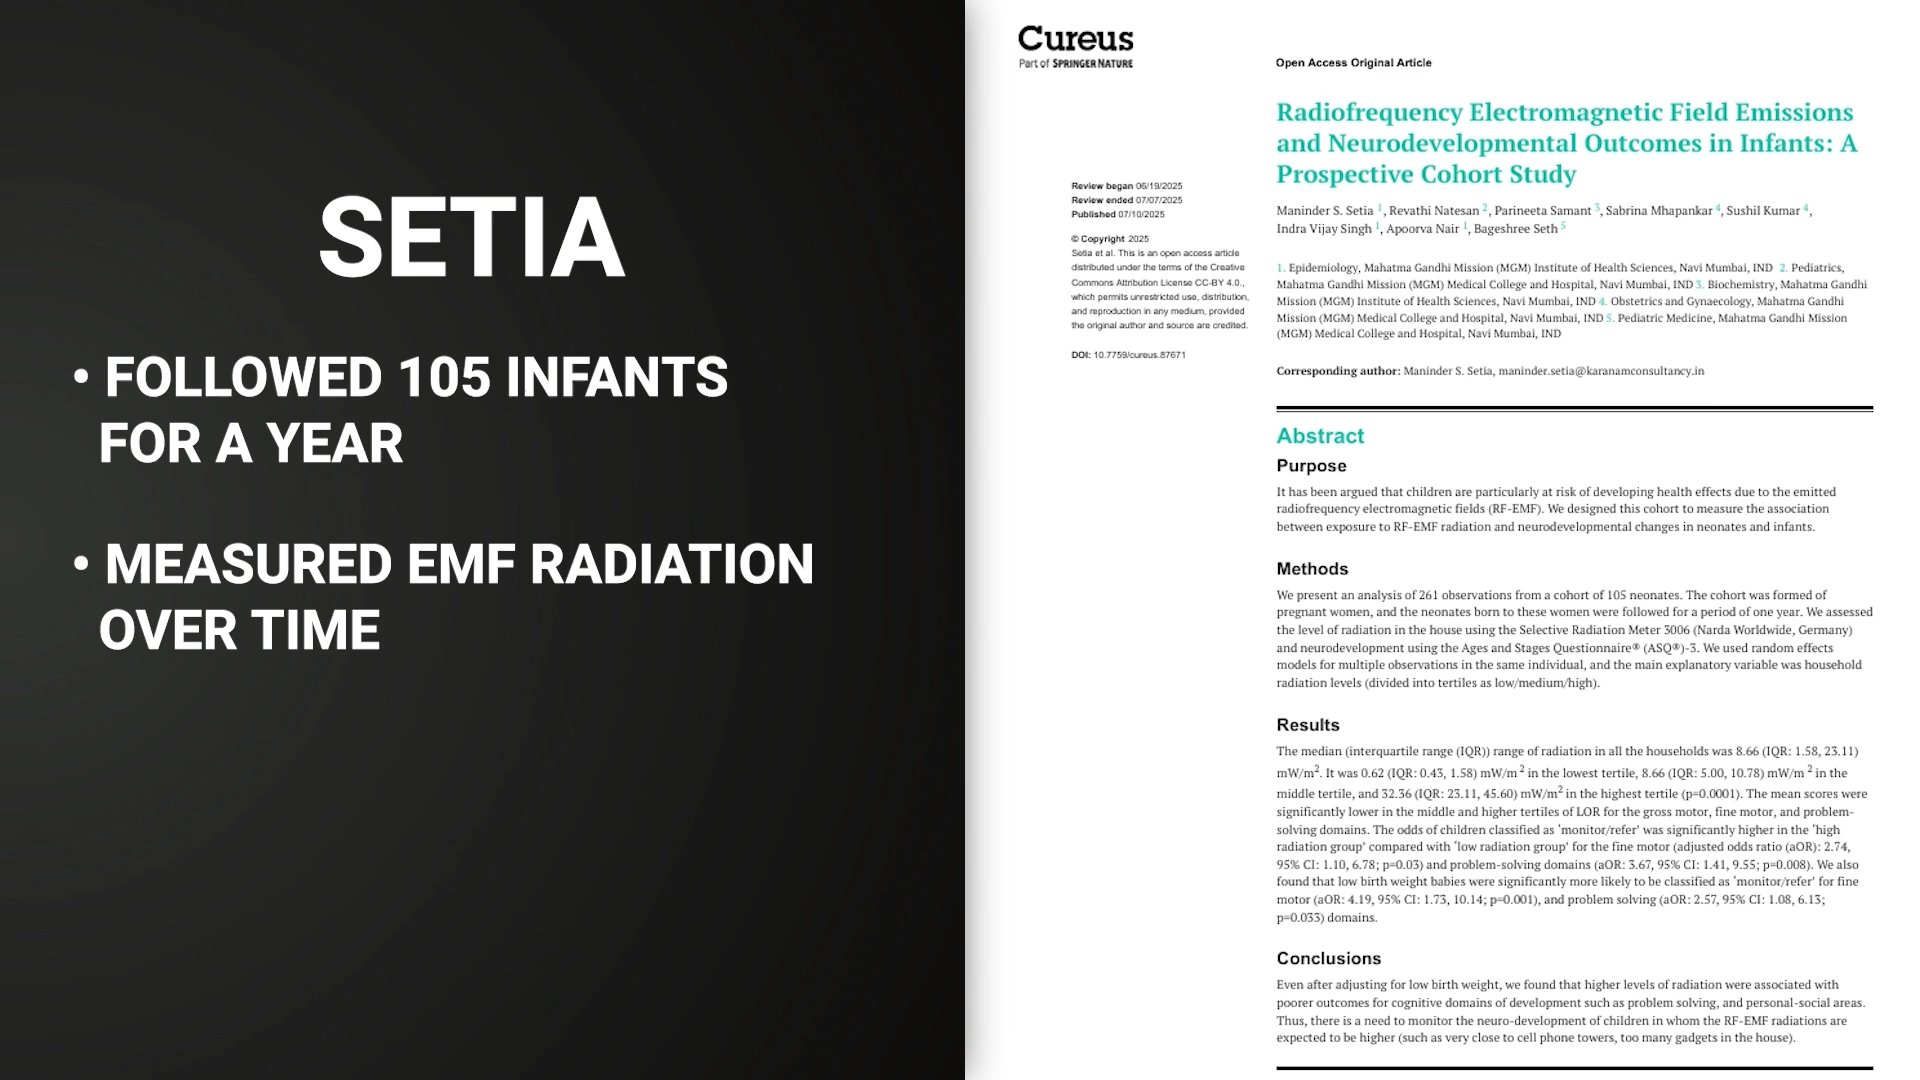 SETIA
• FOLLOWED 105 INFANTS
FOR A YEAR
• MEASURED EMF RADIATION
OVER TIME
Cureus
Part of SPRINGER NATURE
Open Access Original Article
Radiofrequency Electromagnetic Field Emissions
and Neurodevelopmental Outcomes in Infants: A
Prospective Cohort Study
Review began 06/19/2025
Review ended 07/07/2025
Published 07/10/2025
© Copyright 2025
Setia et al. This is an open access article
distributed under the terms of the Creative
Commons Attribution License CC-BY 4.0.,
which permits unrestricted use, distribution,
and reproduction in any medium, provided
the original author and source are credited.
DOI: 10.7759/cureus.87671
Maninder S. Setia 1, Revathi Natesan 2, Parineeta Samant 3, Sabrina Mhapankar 4, Sushil Kumar 4,
Indra Vijay Singh 1, Apoorva Nair 1, Bageshree Seth 5
1. Epidemiology, Mahatma Gandhi Mission (MGM) Institute of Health Sciences, Navi Mumbai, IND 2. Pediatrics,
Mahatma Gandhi Mission (MGM) Medical College and Hospital, Navi Mumbai, IND 3. Biochemistry, Mahatma Gandhi
Mission (MGM) Institute of Health Sciences, Navi Mumbai, IND 4. Obstetrics and Gynaecology, Mahatma Gandhi
Mission (MGM) Medical College and Hospital, Navi Mumbai, IND 5. Pediatric Medicine, Mahatma Gandhi Mission
(MGM) Medical College and Hospital, Navi Mumbai, IND
Corresponding author: Maninder S. Setia, maninder.setia@karanamconsultancy.in
Abstract
Purpose
It has been argued that children are particularly at risk of developing health effects due to the emitted
radiofrequency electromagnetic fields (RF-EMF). We designed this cohort to measure the association
between exposure to RF-EMF radiation and neurodevelopmental changes in neonates and infants.
Methods
We present an analysis of 261 observations from a cohort of 105 neonates. The cohort was formed of
pregnant women, and the neonates born to these women were followed for a period of one year. We assessed
the level of radiation in the house using the Selective Radiation Meter 3006 (Narda Worldwide, Germany)
and neurodevelopment using the Ages and Stages Questionnaire® (ASQ®)-3. We used random effects
models for multiple observations in the same individual, and the main explanatory variable was household
radiation levels (divided into tertiles as low/medium/high).
Results
The median (interquartile range (IQR)) range of radiation in all the households was 8.66 (IQR: 1.58, 23.11)
mW/m². It was 0.62 (IQR: 0.43, 1.58) mW/m ² in the lowest tertile, 8.66 (IQR: 5.00, 10.78) mW/m ² in the
middle tertile, and 32.36 (IQR: 23.11, 45.60) mW/m² in the highest tertile (p=0.0001). The mean scores were
significantly lower in the middle and higher tertiles of LOR for the gross motor, fine motor, and problem-
solving domains. The odds of children classified as ‘monitor/refer’ was significantly higher in the ‘high
radiation group’ compared with ‘low radiation group’ for the fine motor (adjusted odds ratio (aOR): 2.74,
95% CI: 1.10, 6.78; p=0.03) and problem-solving domains (aOR: 3.67, 95% CI: 1.41, 9.55; p=0.008). We also
found that low birth weight babies were significantly more likely to be classified as ‘monitor/refer’ for fine
motor (aOR: 4.19, 95% CI: 1.73, 10.14; p=0.001), and problem solving (aOR: 2.57, 95% CI: 1.08, 6.13;
p=0.033) domains.
Conclusions
Even after adjusting for low birth weight, we found that higher levels of radiation were associated with
poorer outcomes for cognitive domains of development such as problem solving, and personal-social areas.
Thus, there is a need to monitor the neuro-development of children in whom the RF-EMF radiations are
expected to be higher (such as very close to cell phone towers, too many gadgets in the house).